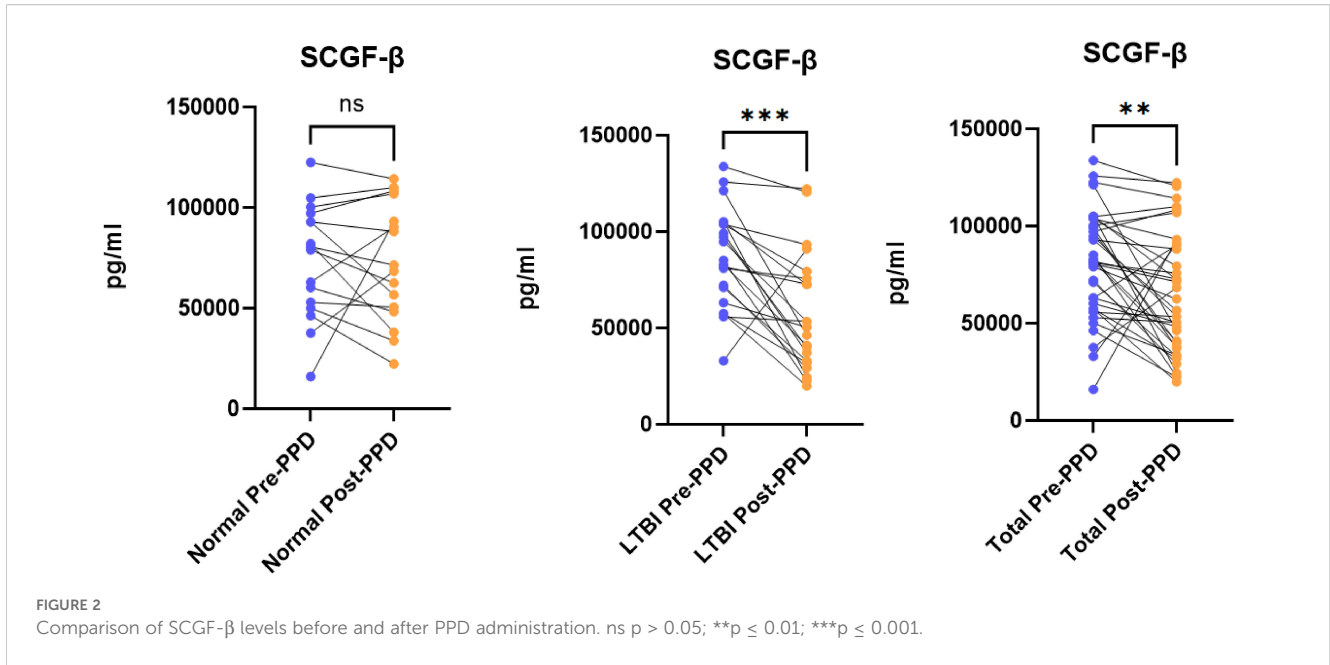 SCGF-β
ns
150000
100000
50000
0
pg/ml
Normal Pre-PPD
Normal Post-PPD
SCGF-β
***
150000
100000
50000
0
pg/ml
LTBI Pre-PPD
LTBI Post-PPD
SCGF-β
**
150000
100000
50000
0
pg/ml
Total Pre-PPD
Total Post-PPD
FIGURE 2
Comparison of SCGF-β levels before and after PPD administration. ns p > 0.05; **p ≤ 0.01; ***p ≤ 0.001.